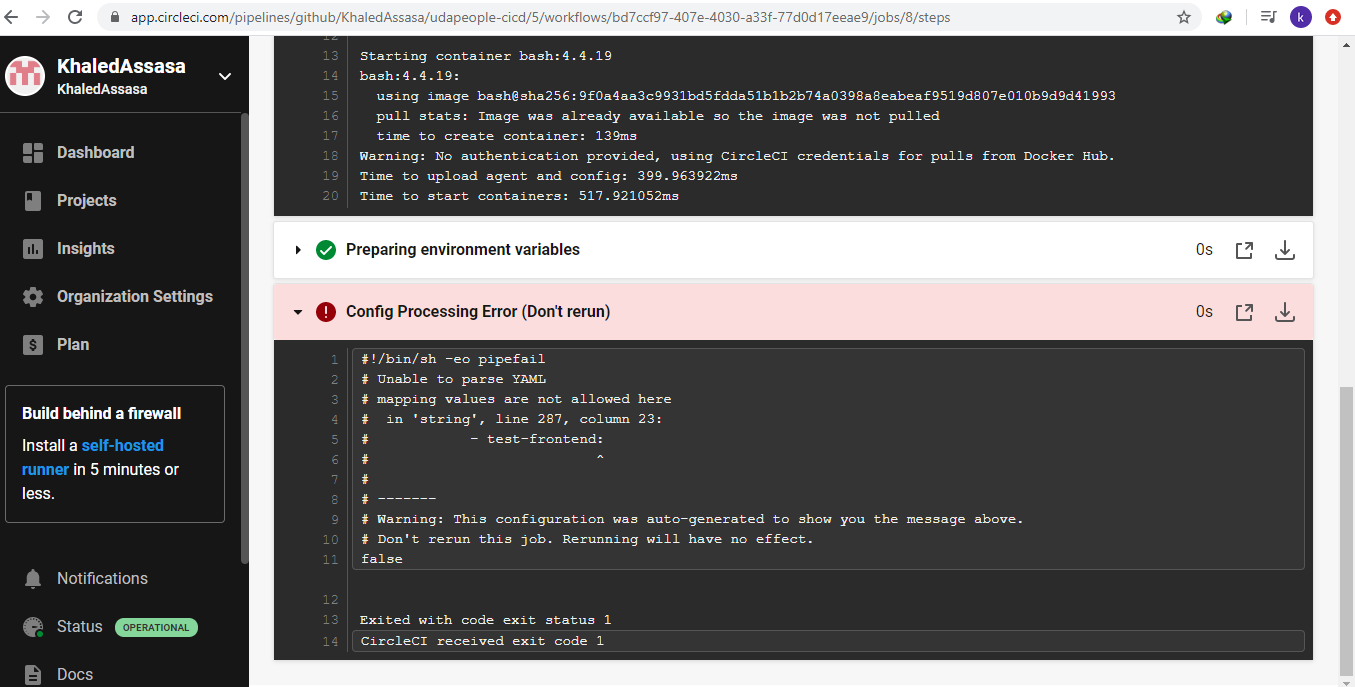 app.circleci.com/pipelines/github/KhaledAssasa/udapeople-cicd/5/workflows/bd7ccf97-407e-4030-a33f-77d0d17eeae9/jobs/8/steps
k
KhaledAssasa
KhaledAssasa
Dashboard
Projects
Insights
Organization Settings
$ Plan
Build behind a firewall
Install a self-hosted
runner in 5 minutes or
less.
Notifications
Status OPERATIONAL
Docs
12
13 Starting container bash:4.4.19
14 bash:4.4.19:
15 using image bash@sha256:9f0a4aa3c9931bd5fdda51b1b2b74a0398a8eabeaf9519d807e010b9d9d41993
16 pull stats: Image was already available so the image was not pulled
17 time to create container: 139ms
18 Warning: No authentication provided, using CircleCI credentials for pulls from Docker Hub.
19 Time to upload agent and config: 399.963922ms
20 Time to start containers: 517.921052ms
Preparing environment variables 0s
Config Processing Error (Don't rerun) 0s
1 #!/bin/sh -eo pipefail
2 # Unable to parse YAML
3 # mapping values are not allowed here
4 # in 'string', line 287, column 23:
5 # - test-frontend:
6 # ^
7 #
8 # -------
9 # Warning: This configuration was auto-generated to show you the message above.
10 # Don't rerun this job. Rerunning will have no effect.
11 false
12
13 Exited with code exit status 1
14 CircleCI received exit code 1